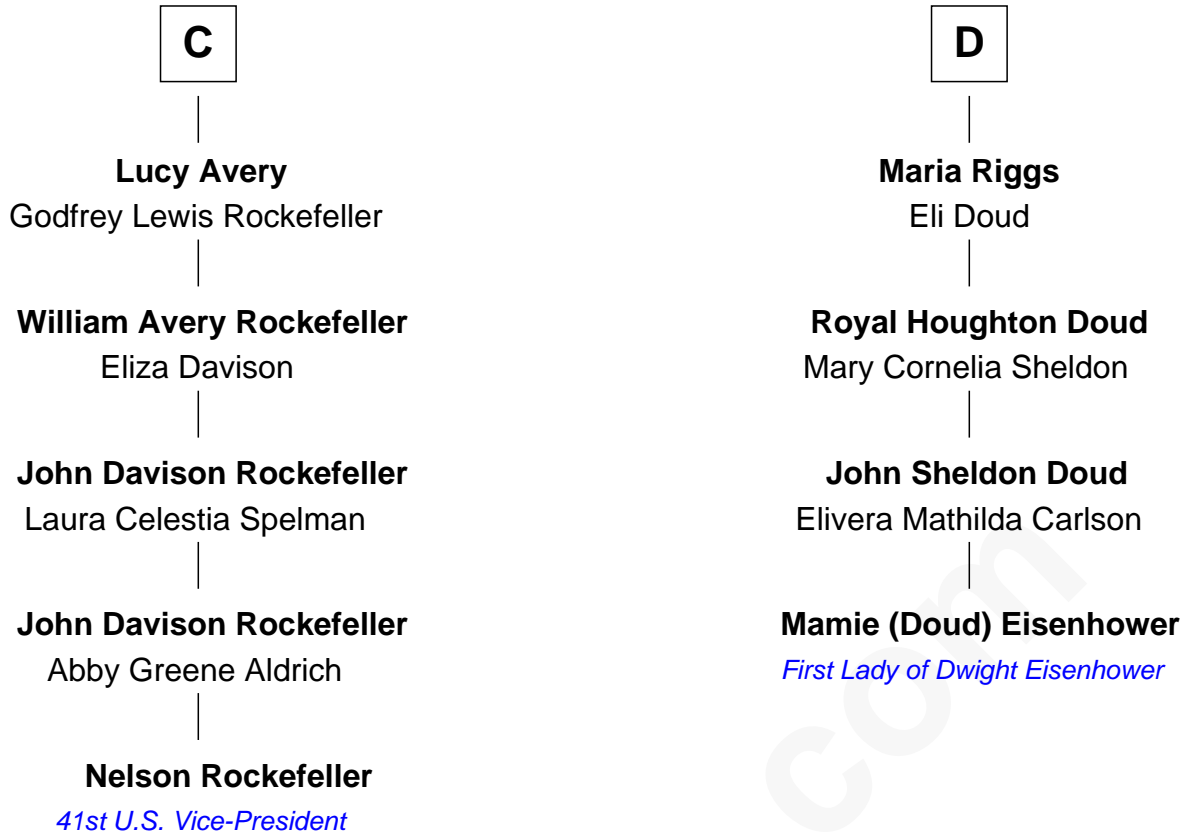 C
Lucy Avery
Godfrey Lewis Rockefeller
William Avery Rockefeller
Eliza Davison
John Davison Rockefeller
Laura Celestia Spelman
John Davison Rockefeller
Abby Greene Aldrich
Nelson Rockefeller
41st U.S. Vice-President
D
Maria Riggs
Eli Doud
Royal Houghton Doud
Mary Cornelia Sheldon
John Sheldon Doud
Elivera Mathilda Carlson
Mamie (Doud) Eisenhower
First Lady of Dwight Eisenhower
com